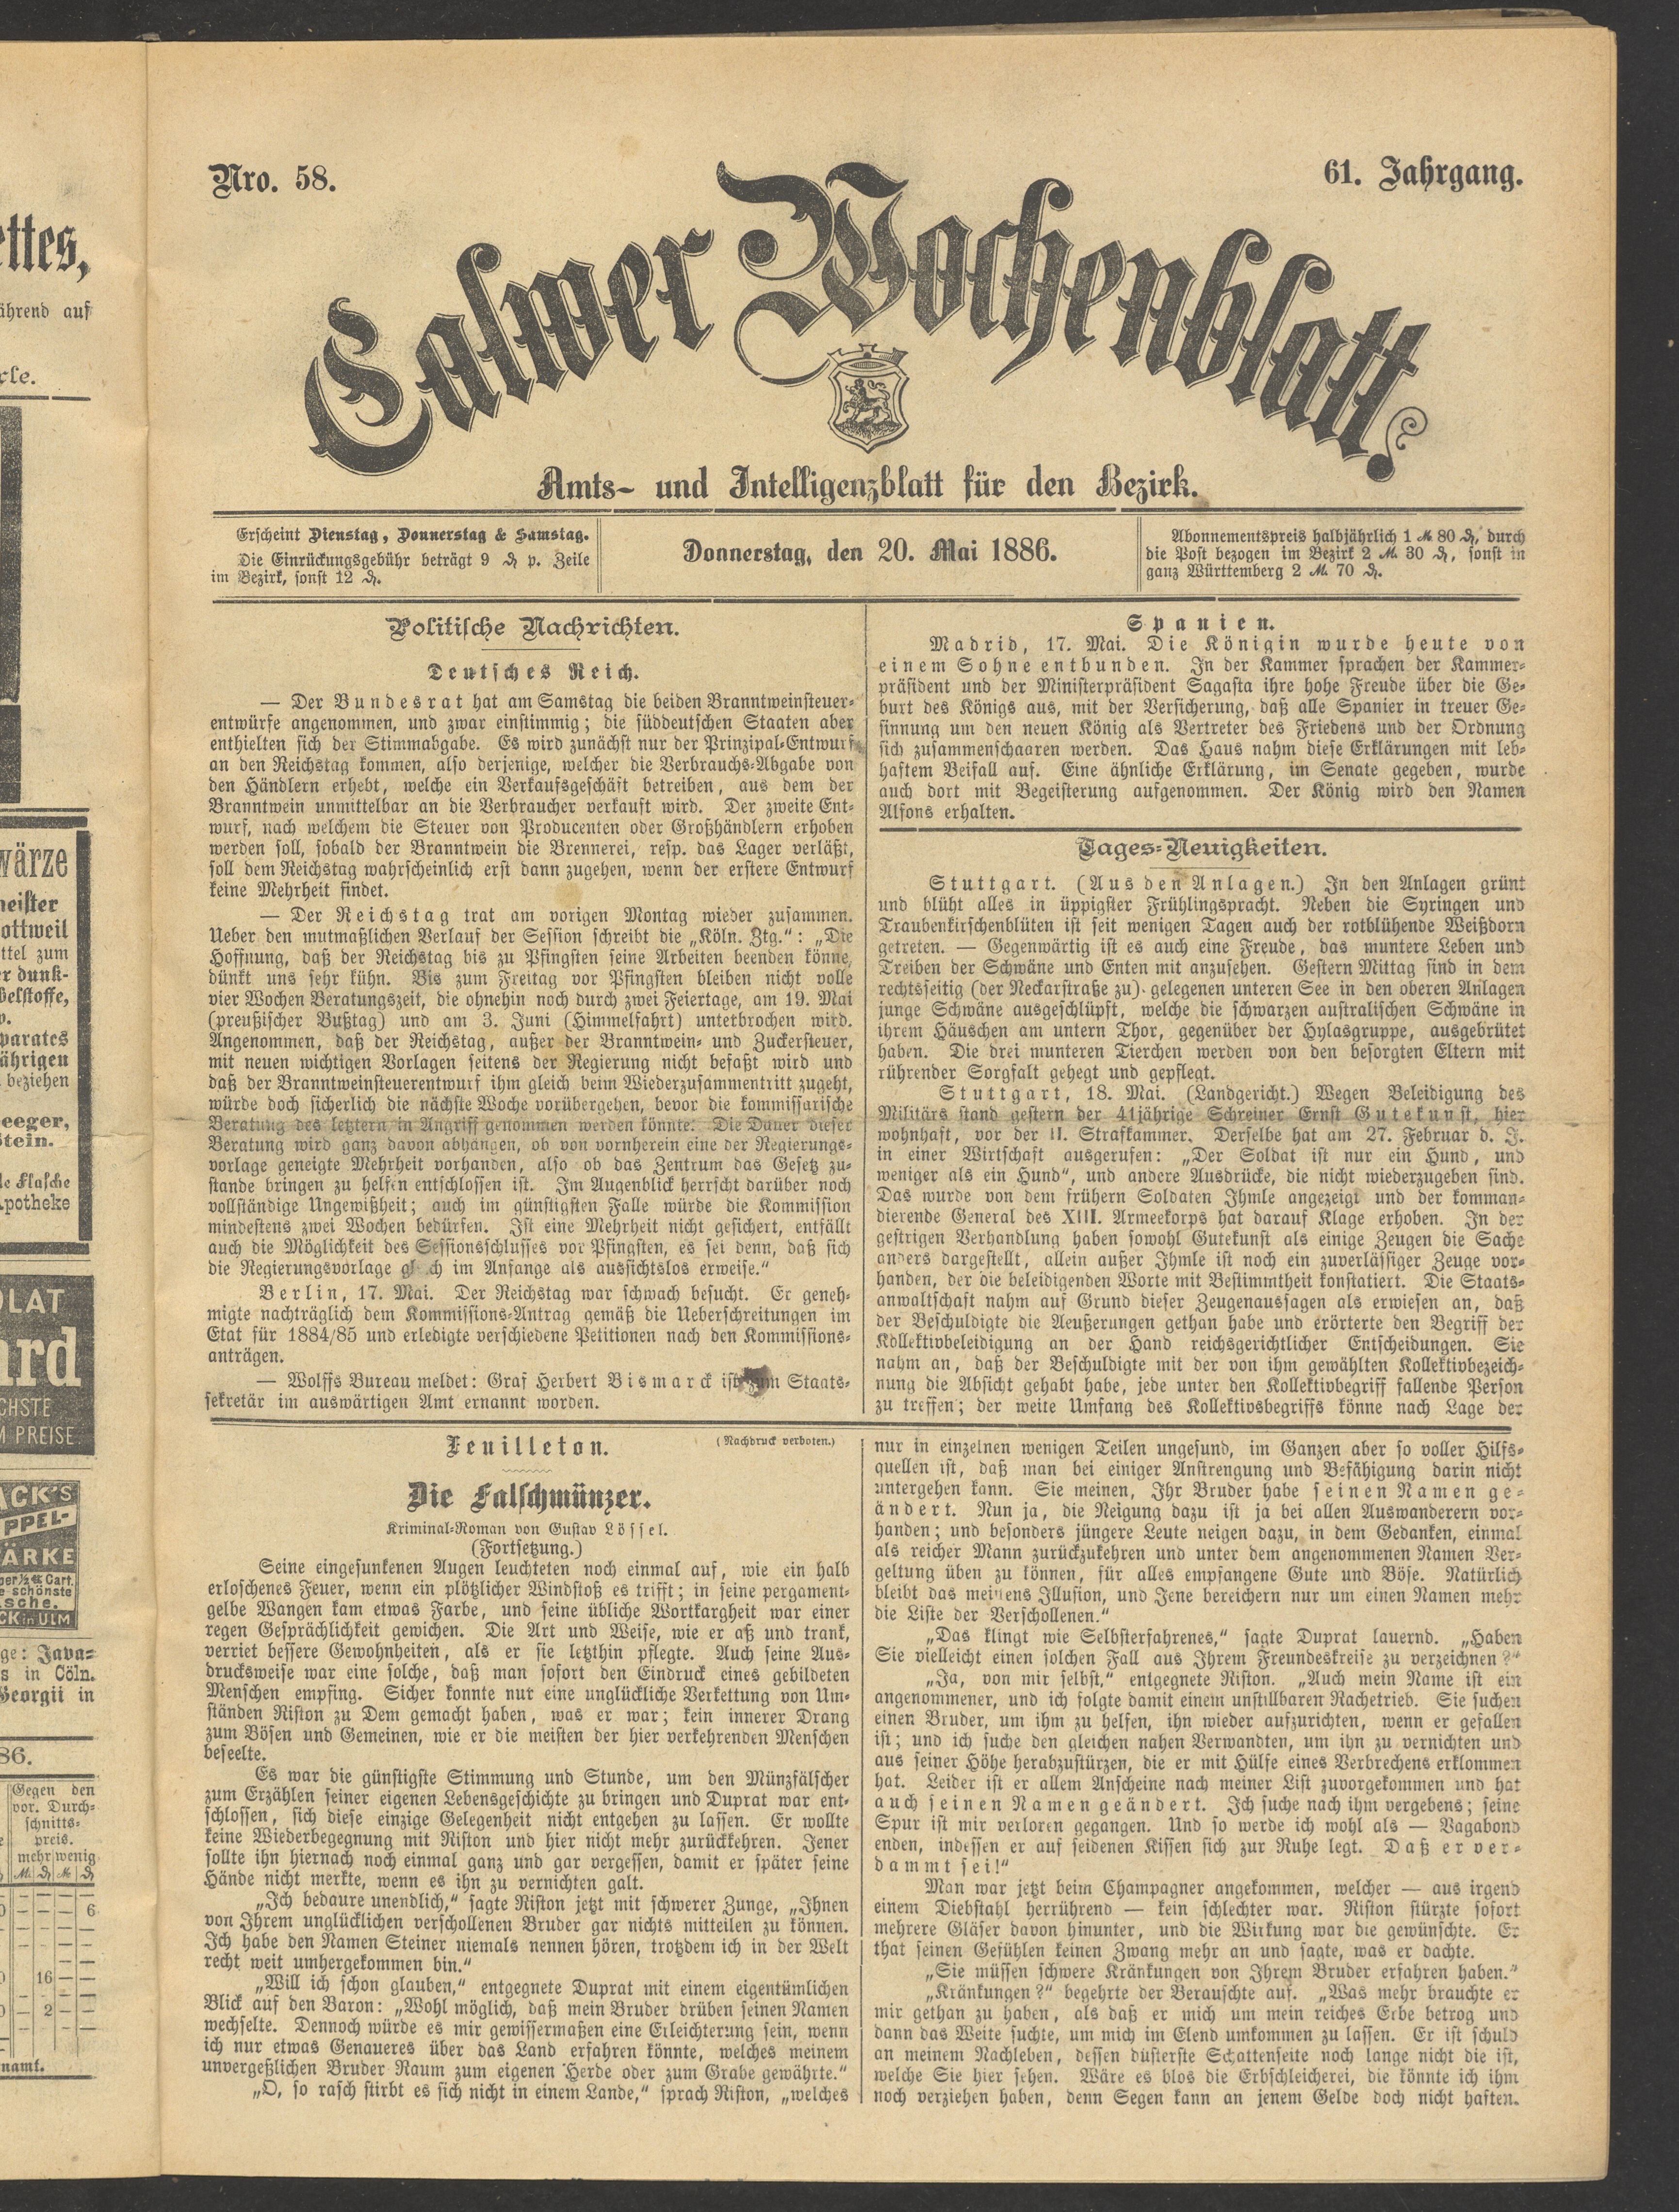 Nro. 58.
61. Jahrgang.
Calwer Wochenblatt
Amts- und Intelligenzblatt für den Bezirk.
Erscheint Dienstag, Donnerstag & Samstag.
Die Einrückungsgebühr beträgt 9 ₰ p. Zeile
im Bezirk, sonst 12 ₰.
Donnerstag, den 20. Mai 1886.
Abonnementspreis halbjährlich 1 ℳ 80 ₰, durch
die Post bezogen im Bezirk 2 ℳ 30 ₰, sonst in
ganz Württemberg 2 ℳ 70 ₰.
Politische Nachrichten.
Deutsches Reich.
— Der Bundesrat hat am Samstag die beiden Branntweinsteuer-
entwürfe angenommen, und zwar einstimmig; die süddeutschen Staaten aber
enthielten sich der Stimmabgabe. Es wird zunächst nur der Prinzipal-Entwurf
an den Reichstag kommen, also derjenige, welcher die Verbrauchs-Abgabe von
den Händlern erhebt, welche ein Verkaufsgeschäft betreiben, aus dem der
Branntwein unmittelbar an die Verbraucher verkauft wird. Der zweite Ent-
wurf, nach welchem die Steuer von Producenten oder Großhändlern erhoben
werden soll, sobald der Branntwein die Brennerei, resp. das Lager verläßt,
soll dem Reichstag wahrscheinlich erst dann zugehen, wenn der erstere Entwurf
keine Mehrheit findet.
— Der Reichstag trat am vorigen Montag wieder zusammen.
Ueber den mutmaßlichen Verlauf der Session schreibt die „Köln. Ztg.“: „Die
Hoffnung, daß der Reichstag bis zu Pfingsten seine Arbeiten beenden könne,
dünkt uns sehr kühn. Bis zum Freitag vor Pfingsten bleiben nicht volle
vier Wochen Beratungszeit, die ohnehin noch durch zwei Feiertage, am 19. Mai
(preußischer Bußtag) und am 3. Juni (Himmelfahrt) unterbrochen wird.
Angenommen, daß der Reichstag, außer der Branntwein- und Zuckersteuer,
mit neuen wichtigen Vorlagen seitens der Regierung nicht befaßt wird und
daß der Branntweinsteuerentwurf ihm gleich beim Wiederzusammentritt zugeht,
würde doch sicherlich die nächste Woche vorübergehen, bevor die kommissarische
Beratung des letztern in Angriff genommen werden könnte. Die Dauer dieser
Beratung wird ganz davon abhängen, ob von vornherein eine der Regierungs-
vorlage geneigte Mehrheit vorhanden, also ob das Zentrum das Gesetz zu-
stande bringen zu helfen entschlossen ist. Im Augenblick herrscht darüber noch
vollständige Ungewißheit; auch im günstigsten Falle würde die Kommission
mindestens zwei Wochen bedürfen. Ist eine Mehrheit nicht gesichert, entfällt
auch die Möglichkeit des Sessionsschlusses vor Pfingsten, es sei denn, daß sich
die Regierungsvorlage gleich im Anfange als aussichtslos erweise.“
Berlin, 17. Mai. Der Reichstag war schwach besucht. Er geneh-
migte nachträglich dem Kommissions-Antrag gemäß die Ueberschreitungen im
Etat für 1884/85 und erledigte verschiedene Petitionen nach den Kommissions-
anträgen.
— Wolffs Bureau meldet: Graf Herbert Bismarck ist zum Staats-
sekretär im auswärtigen Amt ernannt worden.
Spanien.
Madrid, 17. Mai. Die Königin wurde heute von
einem Sohne entbunden. In der Kammer sprachen der Kammer-
präsident und der Ministerpräsident Sagasta ihre hohe Freude über die Ge-
burt des Königs aus, mit der Versicherung, daß alle Spanier in treuer Ge-
sinnung um den neuen König als Vertreter des Friedens und der Ordnung
sich zusammenschaaren werden. Das Haus nahm diese Erklärungen mit leb-
haftem Beifall auf. Eine ähnliche Erklärung, im Senate gegeben, wurde
auch dort mit Begeisterung aufgenommen. Der König wird den Namen
Alfons erhalten.
Tages-Neuigkeiten.
Stuttgart. (Aus den Anlagen.) In den Anlagen grünt
und blüht alles in üppigster Frühlingspracht. Neben die Syringen und
Traubenkirschenblüten ist seit wenigen Tagen auch der rotblühende Weißdorn
getreten. — Gegenwärtig ist es auch eine Freude, das muntere Leben und
Treiben der Schwäne und Enten mit anzusehen. Gestern Mittag sind in dem
rechtsseitig (der Neckarstraße zu) gelegenen unteren See in den oberen Anlagen
junge Schwäne ausgeschlüpft, welche die schwarzen australischen Schwäne in
ihrem Häuschen am untern Thor, gegenüber der Hylasgruppe, ausgebrütet
haben. Die drei munteren Tierchen werden von den besorgten Eltern mit
rührender Sorgfalt gehegt und gepflegt.
Stuttgart, 18. Mai. (Landgericht.) Wegen Beleidigung des
Militärs stand gestern der 41jährige Schreiner Ernst Gutekunst, hier
wohnhaft, vor der II. Strafkammer. Derselbe hat am 27. Februar d. J.
in einer Wirtschaft ausgerufen: „Der Soldat ist nur ein Hund, und
weniger als ein Hund“, und andere Ausdrücke, die nicht wiederzugeben sind.
Das wurde von dem frühern Soldaten Ihmle angezeigt und der komman-
dierende General des XIII. Armeekorps hat darauf Klage erhoben. In der
gestrigen Verhandlung haben sowohl Gutekunst als einige Zeugen die Sache
anders dargestellt, allein außer Ihmle ist noch ein zuverlässiger Zeuge vor-
handen, der die beleidigenden Worte mit Bestimmtheit konstatiert. Die Staats-
anwaltschaft nahm auf Grund dieser Zeugenaussagen als erwiesen an, daß
der Beschuldigte die Aeußerungen gethan habe und erörterte den Begriff der
Kollektivbeleidigung an der Hand reichsgerichtlicher Entscheidungen. Sie
nahm an, daß der Beschuldigte mit der von ihm gewählten Kollektivbezeich-
nung die Absicht gehabt habe, jede unter den Kollektivbegriff fallende Person
zu treffen; der weite Umfang des Kollektivbegriffs könne nach Lage der
Feuilleton.
(Nachdruck verboten.)
Die Falschmünzer.
Kriminal-Roman von Gustav Lössel.
(Fortsetzung.)
Seine eingesunkenen Augen leuchteten noch einmal auf, wie ein halb
erloschenes Feuer, wenn ein plötzlicher Windstoß es trifft; in seine pergament-
gelbe Wangen kam etwas Farbe, und seine übliche Wortkargheit war einer
regen Gesprächlichkeit gewichen. Die Art und Weise, wie er aß und trank,
verriet bessere Gewohnheiten, als er sie letzthin pflegte. Auch seine Aus-
drucksweise war eine solche, daß man sofort den Eindruck eines gebildeten
Menschen empfing. Sicher konnte nur eine unglückliche Verkettung von Um-
ständen Riston zu Dem gemacht haben, was er war; kein innerer Drang
zum Bösen und Gemeinen, wie er die meisten der hier verkehrenden Menschen
beseelte.
Es war die günstigste Stimmung und Stunde, um den Münzfälscher
zum Erzählen seiner eigenen Lebensgeschichte zu bringen und Duprat war ent-
schlossen, sich diese einzige Gelegenheit nicht entgehen zu lassen. Er wollte
keine Wiederbegegnung mit Riston und hier nicht mehr zurückkehren. Jener
sollte ihn hiernach noch einmal ganz und gar vergessen, damit er später seine
Hände nicht merkte, wenn es ihn zu vernichten galt.
„Ich bedaure unendlich,“ sagte Riston jetzt mit schwerer Zunge, „Ihnen
von Ihrem unglücklichen verschollenen Bruder gar nichts mitteilen zu können.
Ich habe den Namen Steiner niemals nennen hören, trotzdem ich in der Welt
recht weit umhergekommen bin.“
„Will ich schon glauben,“ entgegnete Duprat mit einem eigentümlichen
Blick auf den Baron: „Wohl möglich, daß mein Bruder drüben seinen Namen
wechselte. Dennoch würde es mir gewissermaßen eine Erleichterung sein, wenn
ich nur etwas Genaueres über das Land erfahren könnte, welches meinem
unvergeßlichen Bruder Raum zum eigenen Herde oder zum Grabe gewährte.“
„O, so rasch stirbt es sich nicht in einem Lande,“ sprach Riston, „welches
nur in einzelnen wenigen Teilen ungesund, im Ganzen aber so voller Hilfs-
quellen ist, daß man bei einiger Anstrengung und Befähigung darin nicht
untergehen kann. Sie meinen, Ihr Bruder habe seinen Namen ge-
ändert. Nun ja, die Neigung dazu ist ja bei allen Auswanderern vor-
handen; und besonders jüngere Leute neigen dazu, in dem Gedanken, einmal
als reicher Mann zurückzukehren und unter dem angenommenen Namen Ver-
geltung üben zu können, für alles empfangene Gute und Böse. Natürlich
bleibt das meistens Illusion, und Jene bereichern nur um einen Namen mehr
die Liste der Verschollenen.“
„Das klingt wie Selbsterfahrenes,“ sagte Duprat lauernd. „Haben
Sie vielleicht einen solchen Fall aus Ihrem Freundeskreise zu verzeichnen?“
„Ja, von mir selbst,“ entgegnete Riston. „Auch mein Name ist ein
angenommener, und ich folgte damit einem unstillbaren Rachetrieb. Sie suchen
einen Bruder, um ihm zu helfen, ihn wieder aufzurichten, wenn er gefallen
ist; und ich suche den gleichen nahen Verwandten, um ihn zu vernichten und
aus seiner Höhe herabzustürzen, die er mit Hülfe eines Verbrechens erklommen
hat. Leider ist er allem Anscheine nach meiner List zuvorgekommen und hat
auch seinen Namen geändert. Ich suche nach ihm vergebens; seine
Spur ist mir verloren gegangen. Und so werde ich wohl als — Vagabond
enden, indessen er auf seidenen Kissen sich zur Ruhe legt. Daß er ver-
dammt sei!“
Man war jetzt beim Champagner angekommen, welcher — aus irgend
einem Diebstahl herrührend — kein schlechter war. Riston stürzte sofort
mehrere Gläser davon hinunter, und die Wirkung war die gewünschte. Er
that seinen Gefühlen keinen Zwang mehr an und sagte, was er dachte.
„Sie müssen schwere Kränkungen von Ihrem Bruder erfahren haben.“
„Kränkungen?“ begehrte der Berauschte auf. „Was mehr brauchte er
mir gethan zu haben, als daß er mich um mein reiches Erbe betrog und
dann das Weite suchte, um mich im Elend umkommen zu lassen. Er ist schuld
an meinem Nachleben, dessen düsterste Schattenseite noch lange nicht die ist,
welche Sie hier sehen. Wäre es blos die Erbschleicherei, die könnte ich ihm
noch verziehen haben, denn Segen kann an jenem Gelde doch nicht haften.